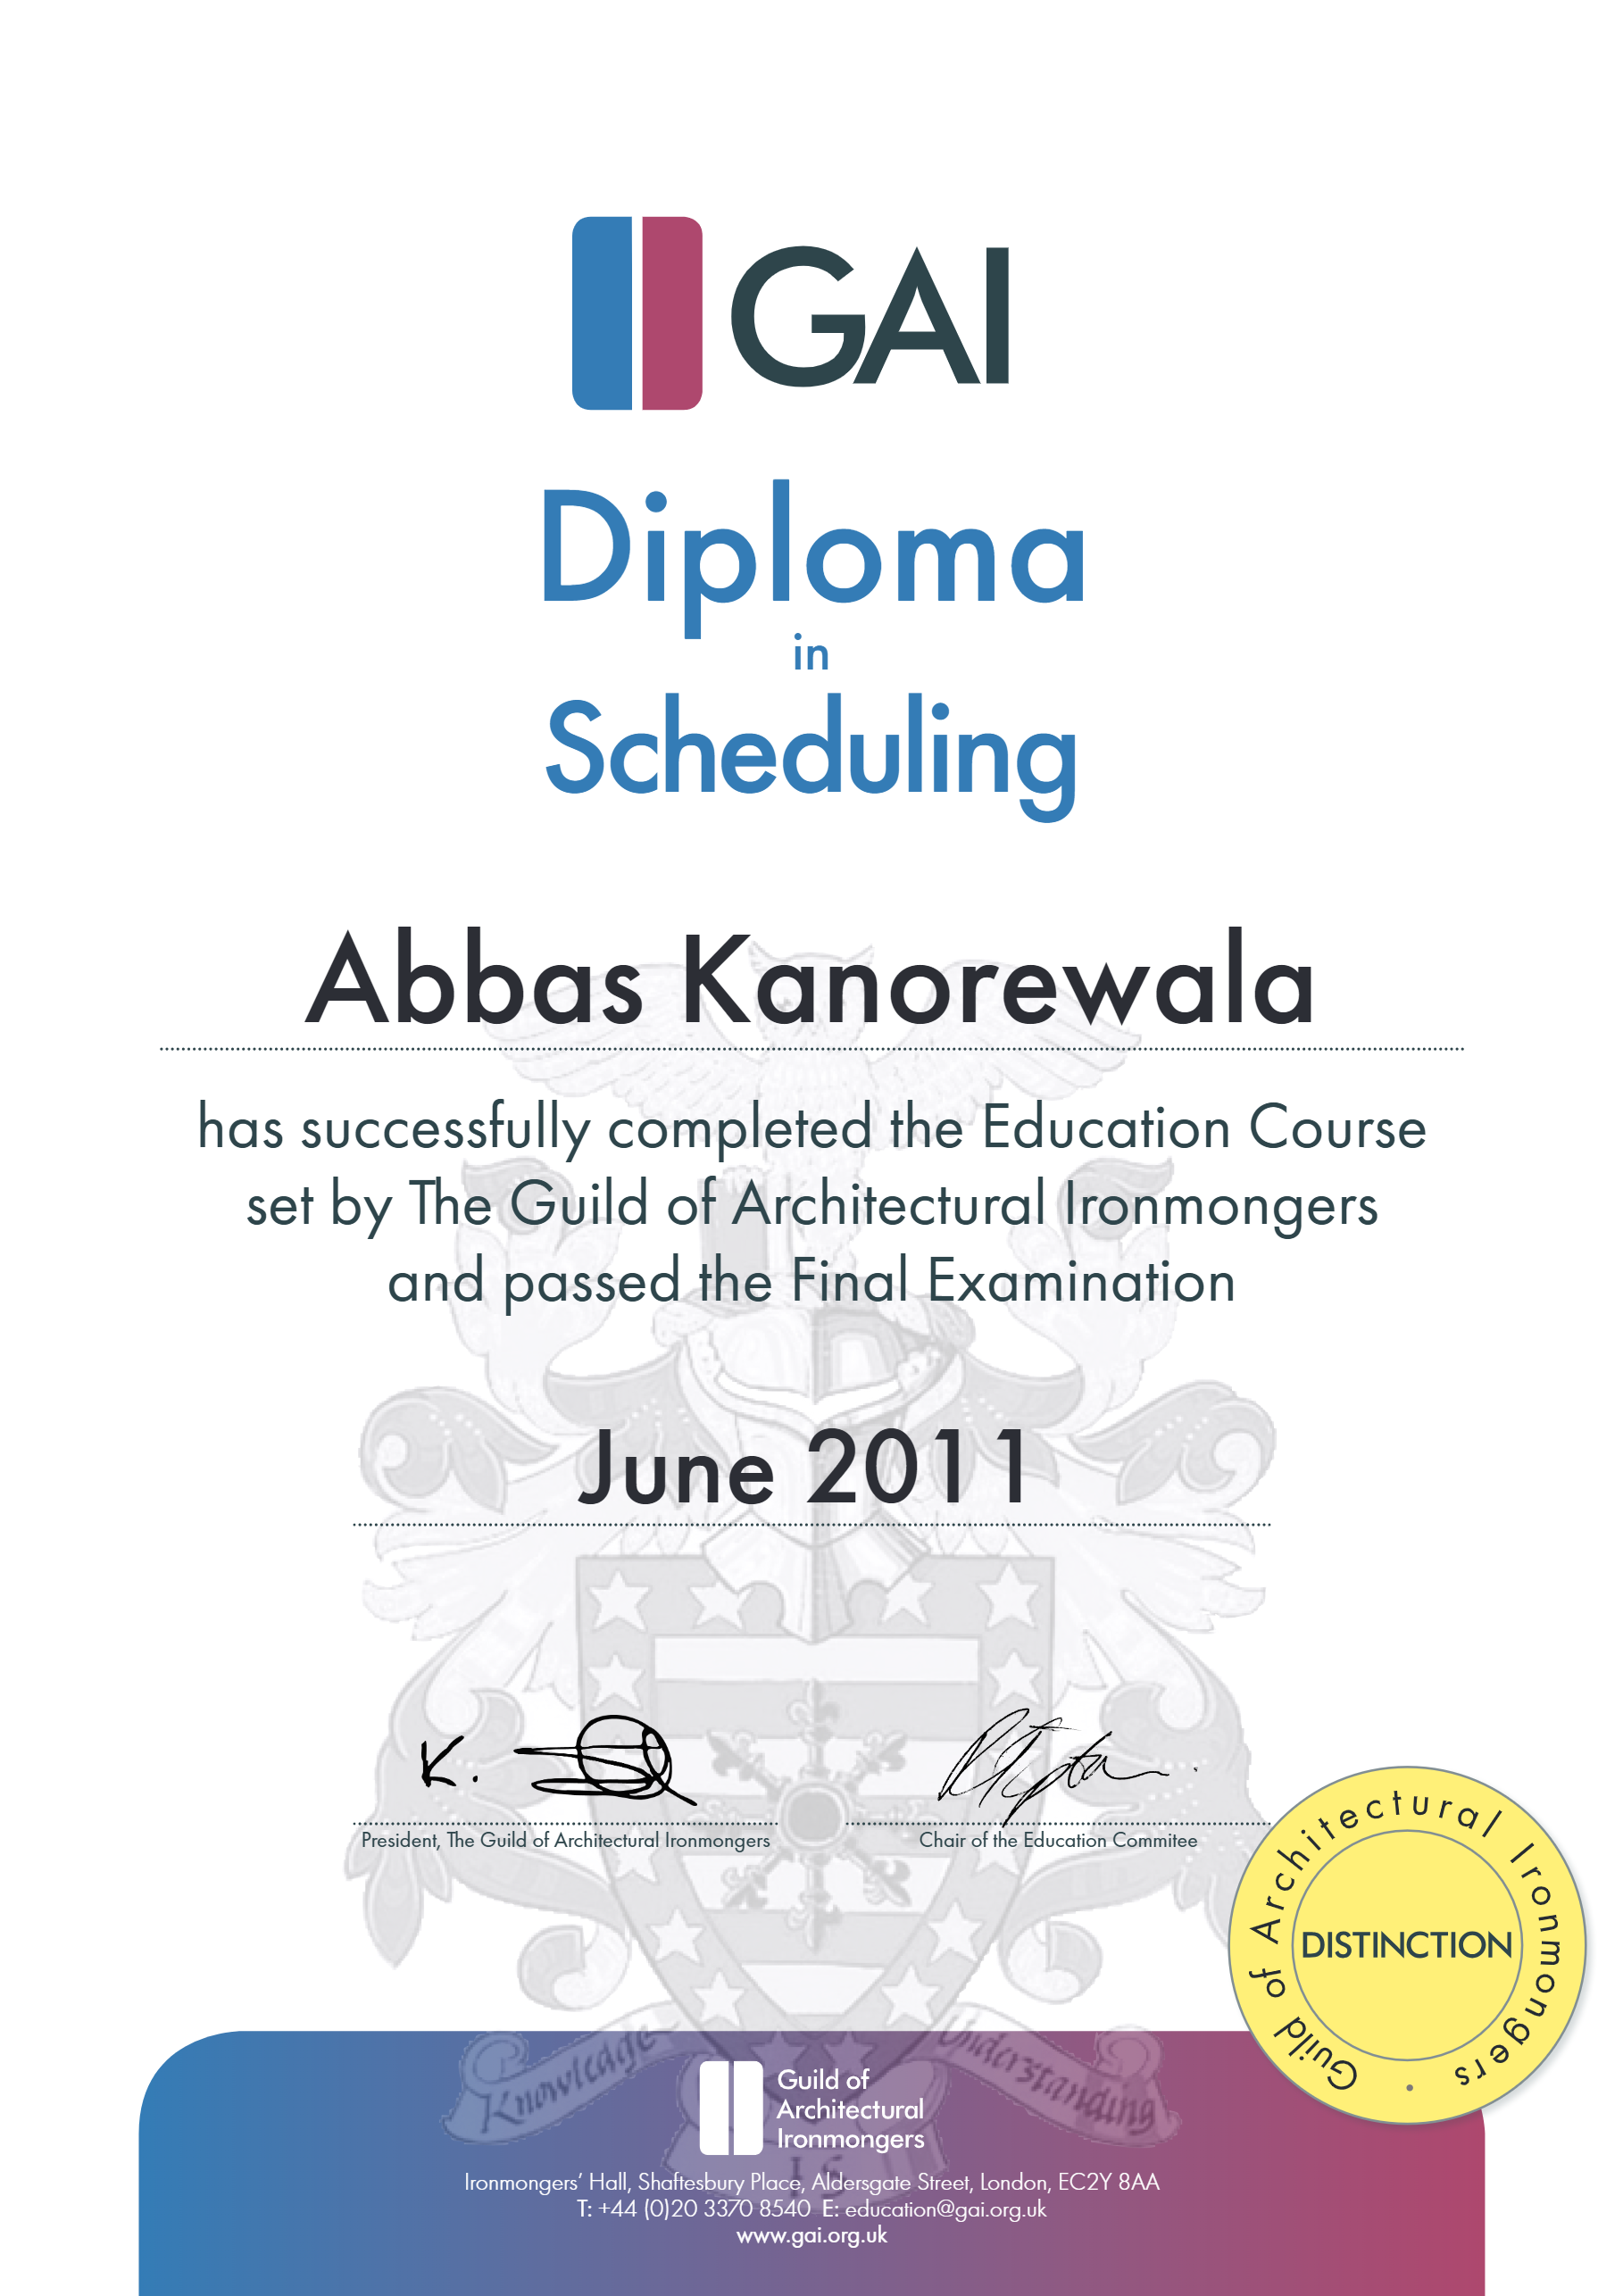 GAI
Diploma
in
Scheduling
Abbas Kanorewala
has successfully completed the Education Course
set by The Guild of Architectural Ironmongers
and passed the Final Examination
June 2011
K.
President, The Guild of Architectural Ironmongers
Chair of the Education Commitee
Guild of Architectural Ironmongers
DISTINCTION
Knowledge
IS
Understanding
Guild of
Architectural
Ironmongers
Ironmongers’ Hall, Shaftesbury Place, Aldersgate Street, London, EC2Y 8AA
T: +44 (0)20 3370 8540 E: education@gai.org.uk
www.gai.org.uk